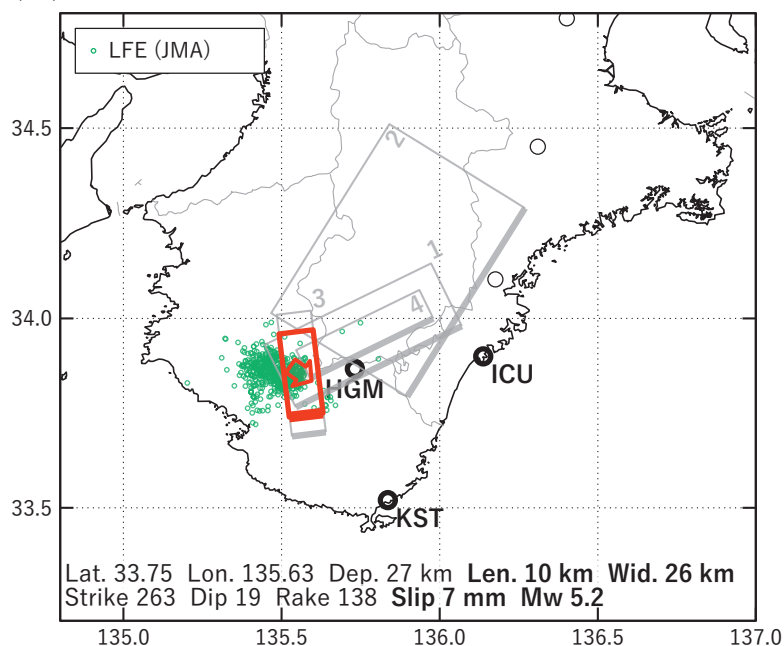 LFE (JMA)
34.5
34.0
33.5
2
1
3
4
HGM
ICU
KST
Lat. 33.75 Lon. 135.63 Dep. 27 km Len. 10 km Wid. 26 km
Strike 263 Dip 19 Rake 138 Slip 7 mm Mw 5.2
135.0 135.5 136.0 136.5 137.0